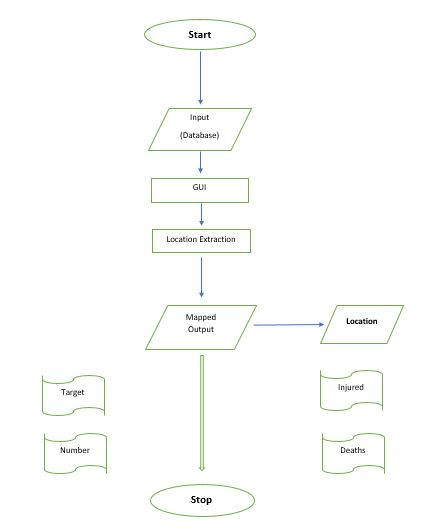 Start
Input
(Database)
GUI
Location Extraction
Mapped
Output
Location
Target
Injured
Number
Deaths
Stop